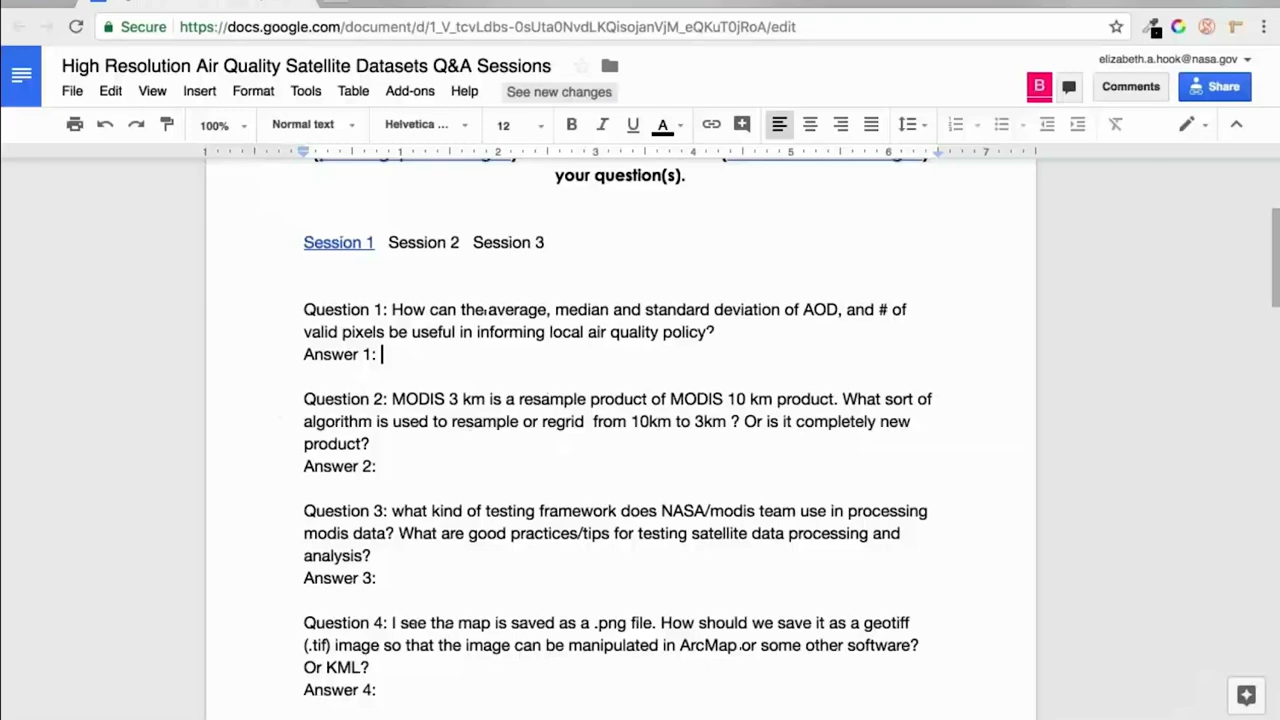 Secure https://docs.google.com/document/d/1_V_tcvLdbs-0sUta0NvdLKQisojanVjM_eQKuT0jRoA/edit
High Resolution Air Quality Satellite Datasets Q&A Sessions
elizabeth.a.hook@nasa.gov
File Edit View Insert Format Tools Table Add-ons Help See new changes
B Comments Share
100% Normal text Helvetica ... 12 B I U A
1 1 2 3 4 5 6 7
your question(s).
Session 1 Session 2 Session 3
Question 1: How can the average, median and standard deviation of AOD, and # of
valid pixels be useful in informing local air quality policy?
Answer 1:
Question 2: MODIS 3 km is a resample product of MODIS 10 km product. What sort of
algorithm is used to resample or regrid from 10km to 3km ? Or is it completely new
product?
Answer 2:
Question 3: what kind of testing framework does NASA/modis team use in processing
modis data? What are good practices/tips for testing satellite data processing and
analysis?
Answer 3:
Question 4: I see the map is saved as a .png file. How should we save it as a geotiff
(.tif) image so that the image can be manipulated in ArcMap or some other software?
Or KML?
Answer 4: